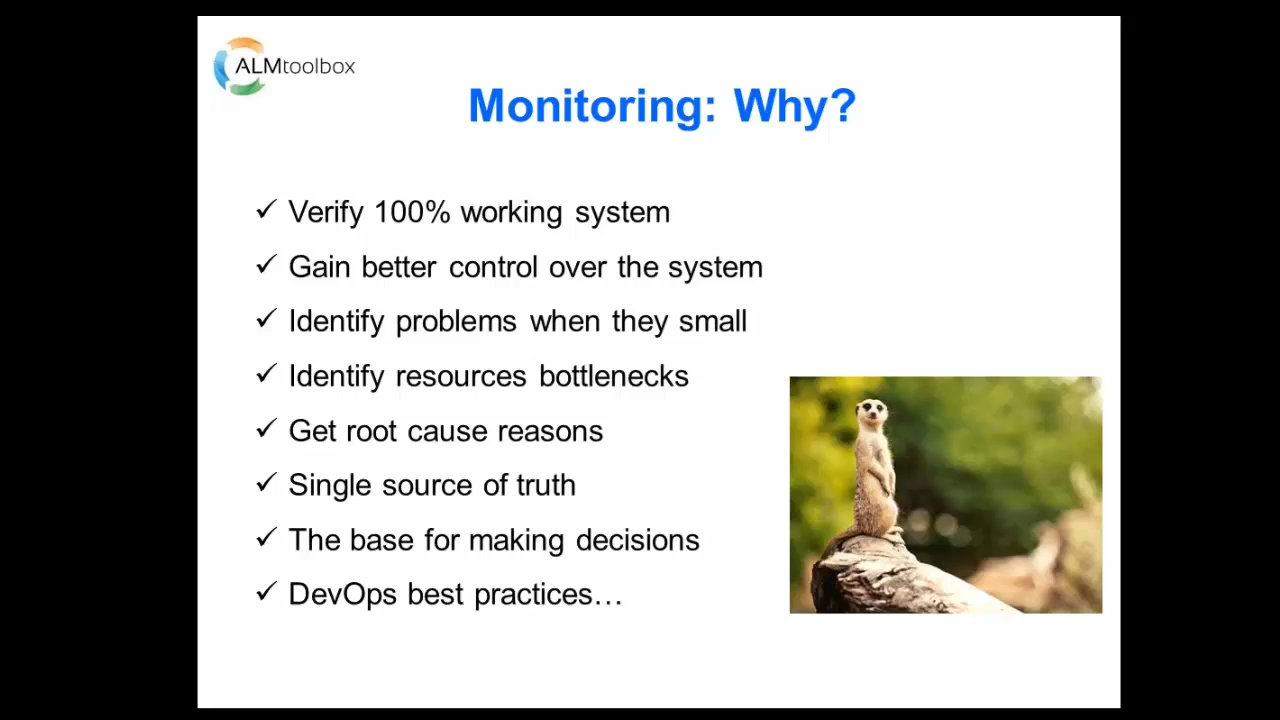 ALMtoolbox
Monitoring: Why?
✓ Verify 100% working system
✓ Gain better control over the system
✓ Identify problems when they small
✓ Identify resources bottlenecks
✓ Get root cause reasons
✓ Single source of truth
✓ The base for making decisions
✓ DevOps best practices…